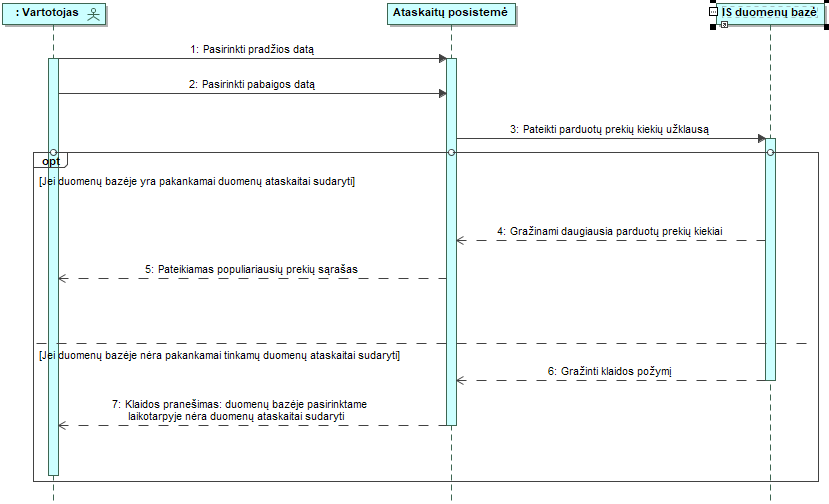 : Vartotojas
Ataskaitų posistemė
IS duomenų bazė
1: Pasirinkti pradžios datą
2: Pasirinkti pabaigos datą
3: Pateikti parduotų prekių kiekių užklausą
opt
[Jei duomenų bazėje yra pakankamai duomenų ataskaitai sudaryti]
4: Gražinami daugiausia parduotų prekių kiekiai
5: Pateikiamas populiariausių prekių sąrašas
[Jei duomenų bazėje nėra pakankamai tinkamų duomenų ataskaitai sudaryti]
6: Gražinti klaidos požymį
7: Klaidos pranešimas: duomenų bazėje pasirinktame
laikotarpyje nėra duomenų ataskaitai sudaryti